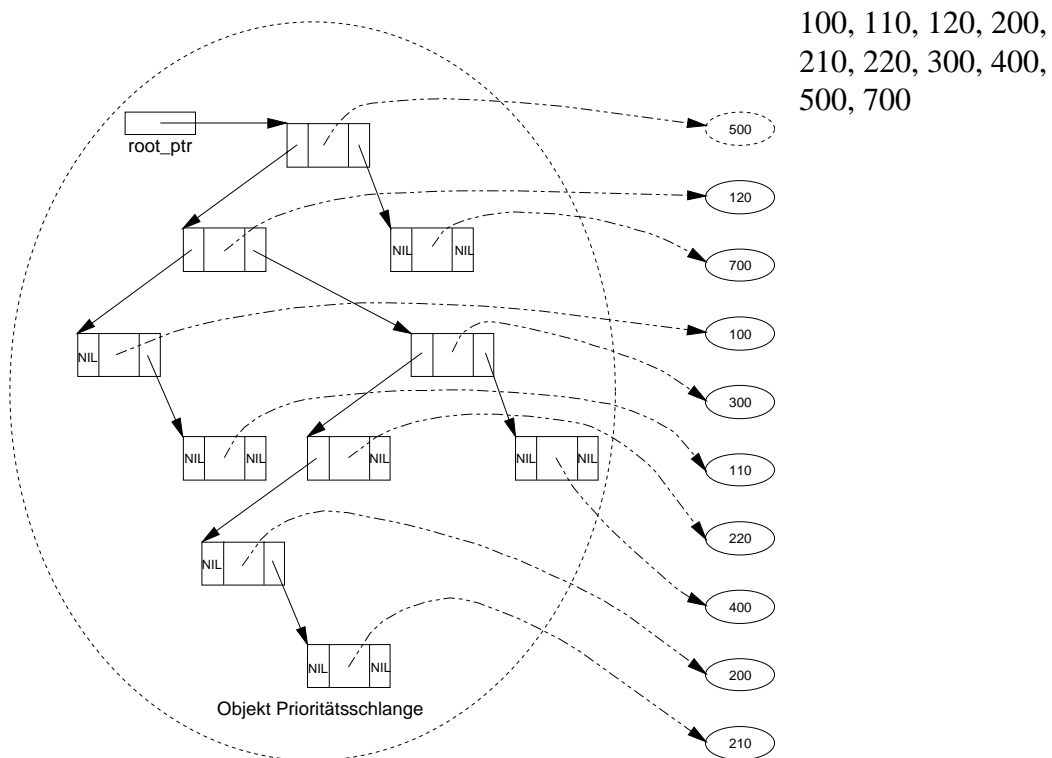 100, 110, 120, 200,
210, 220, 300, 400,
500, 700
root_ptr
500
120
NIL
NIL
700
NIL
100
300
NIL
NIL
NIL
NIL
NIL
110
220
NIL
400
200
NIL
NIL
Objekt Prioritätsschlange
210